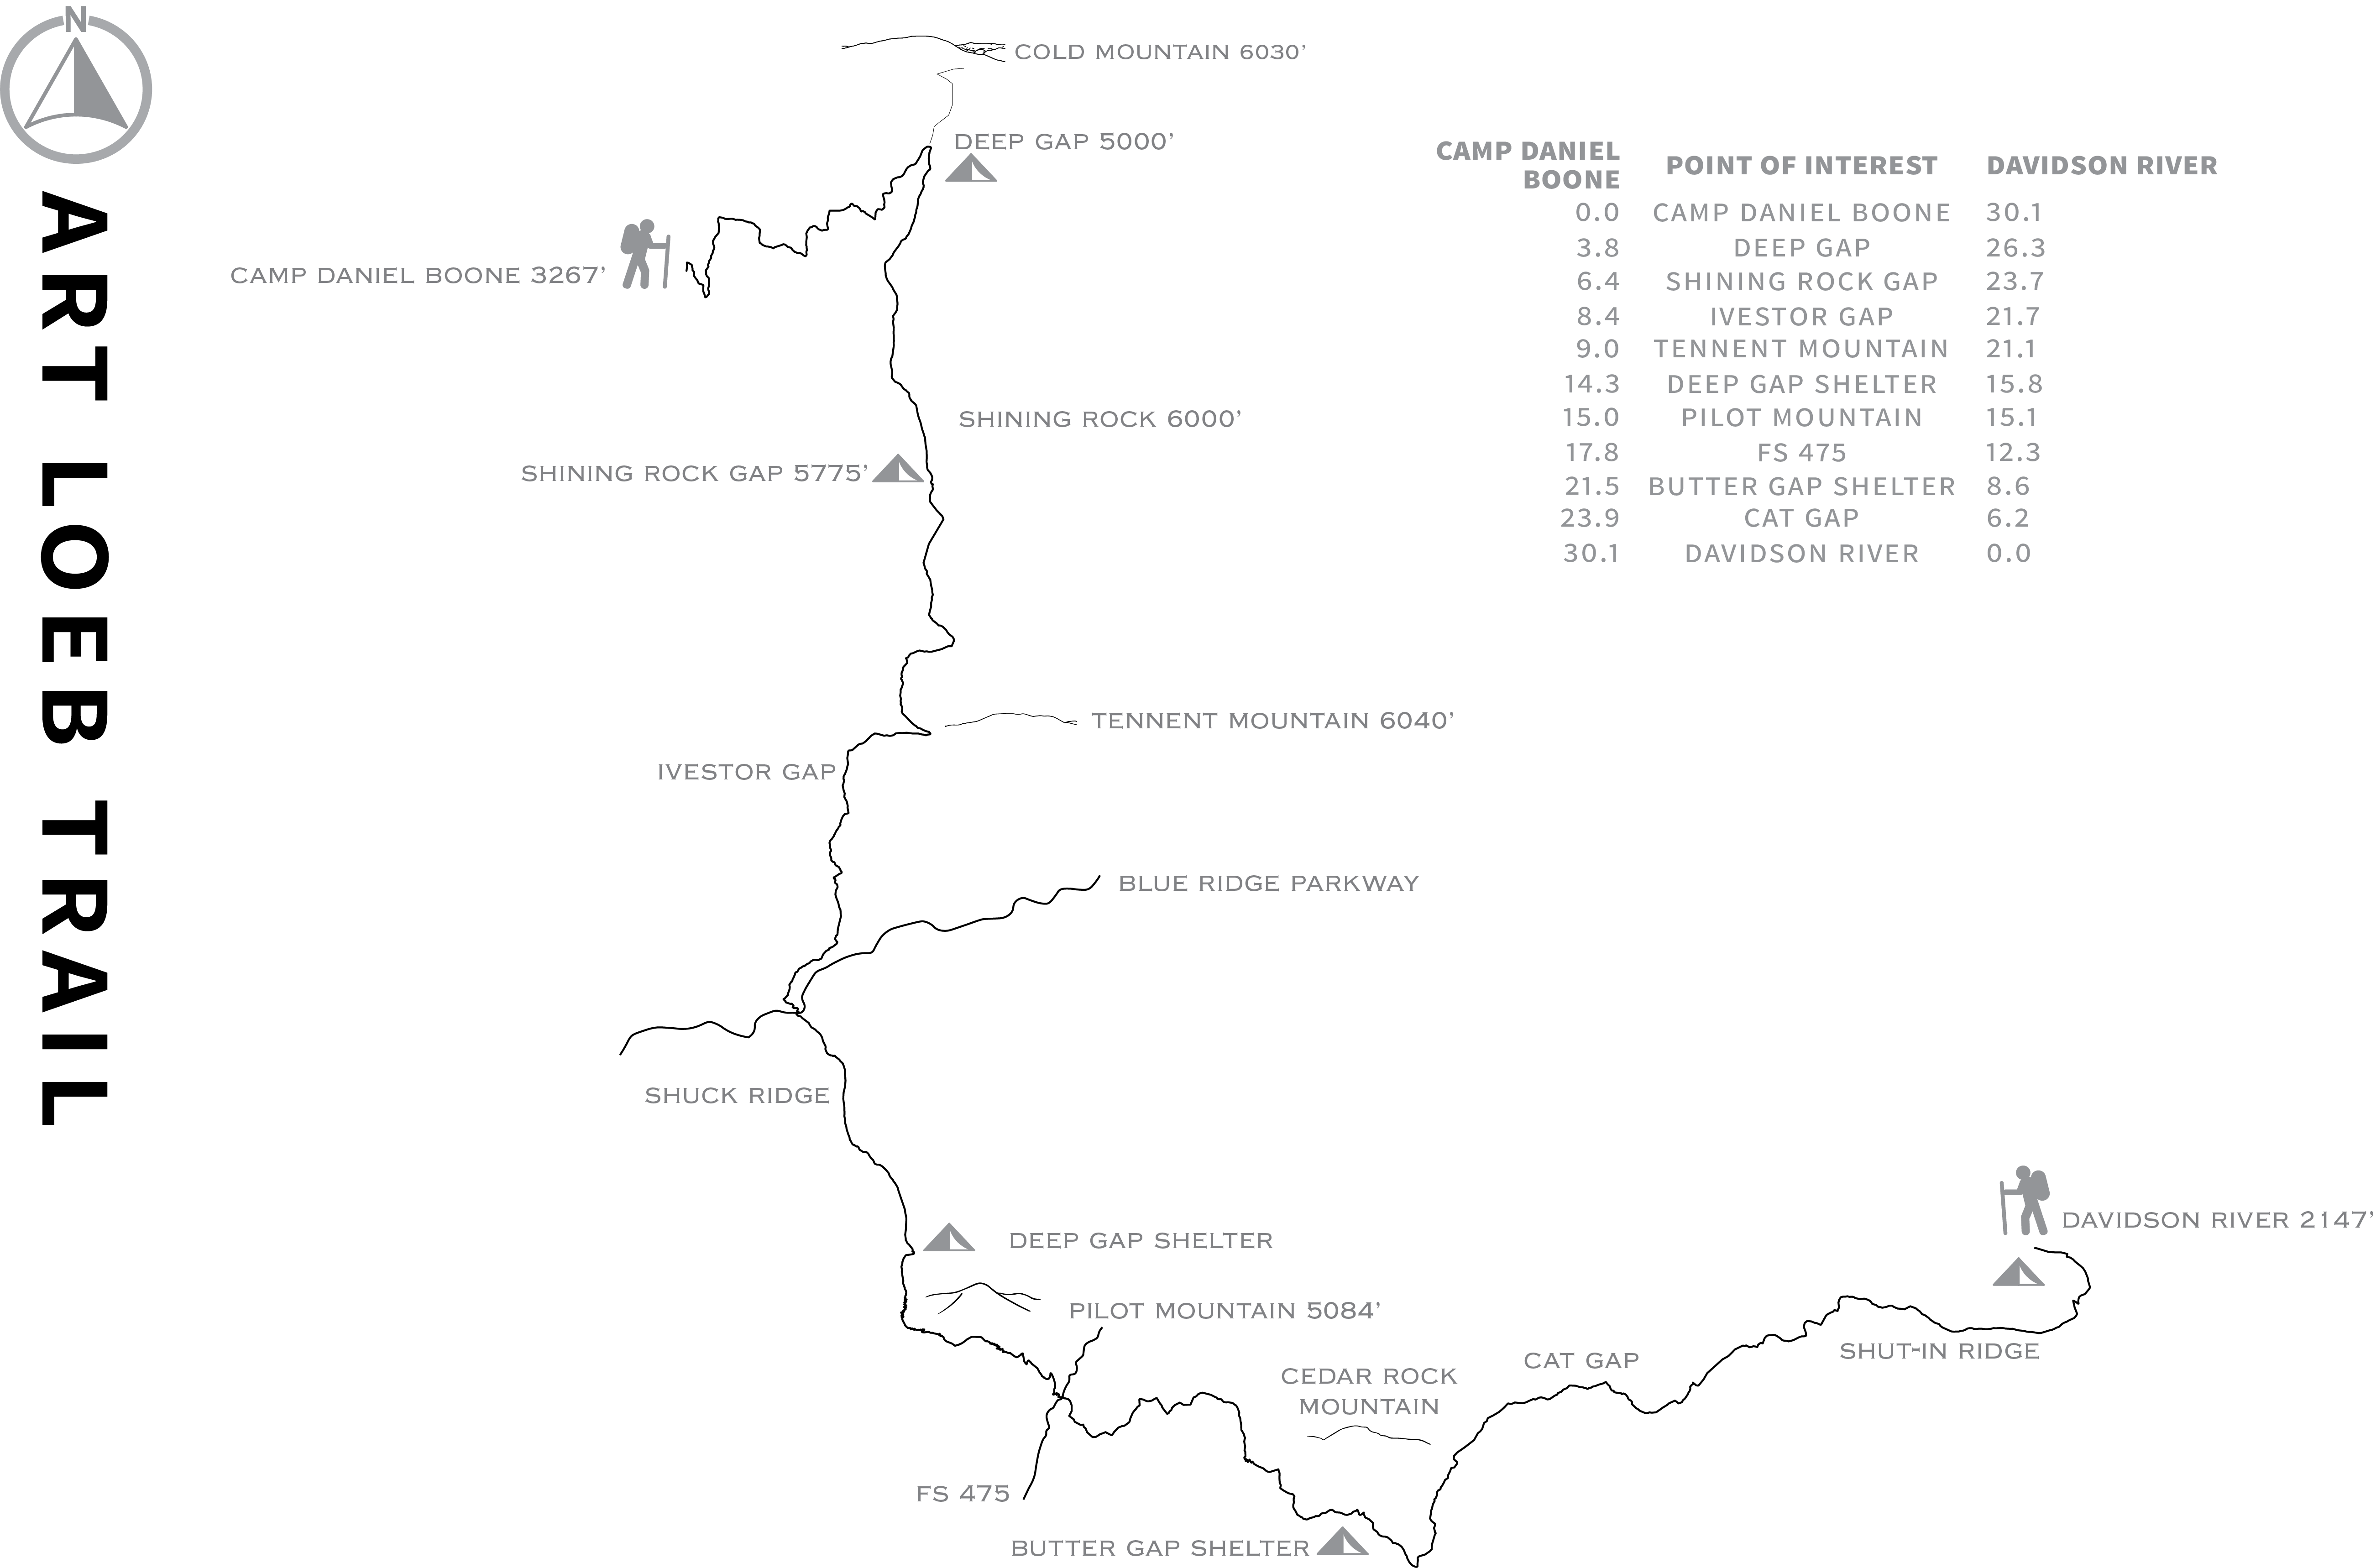 N
ART LOEB TRAIL
COLD MOUNTAIN 6030'
DEEP GAP 5000'
CAMP DANIEL BOONE 3267'
SHINING ROCK 6000'
SHINING ROCK GAP 5775'
TENNENT MOUNTAIN 6040'
IVESTOR GAP
BLUE RIDGE PARKWAY
SHUCK RIDGE
DEEP GAP SHELTER
PILOT MOUNTAIN 5084'
CEDAR ROCK
MOUNTAIN
CAT GAP
SHUT-IN RIDGE
DAVIDSON RIVER 2147'
FS 475
BUTTER GAP SHELTER
CAMP DANIEL
BOONE
POINT OF INTEREST
DAVIDSON RIVER
0.0 CAMP DANIEL BOONE 30.1
3.8 DEEP GAP 26.3
6.4 SHINING ROCK GAP 23.7
8.4 IVESTOR GAP 21.7
9.0 TENNENT MOUNTAIN 21.1
14.3 DEEP GAP SHELTER 15.8
15.0 PILOT MOUNTAIN 15.1
17.8 FS 475 12.3
21.5 BUTTER GAP SHELTER 8.6
23.9 CAT GAP 6.2
30.1 DAVIDSON RIVER 0.0